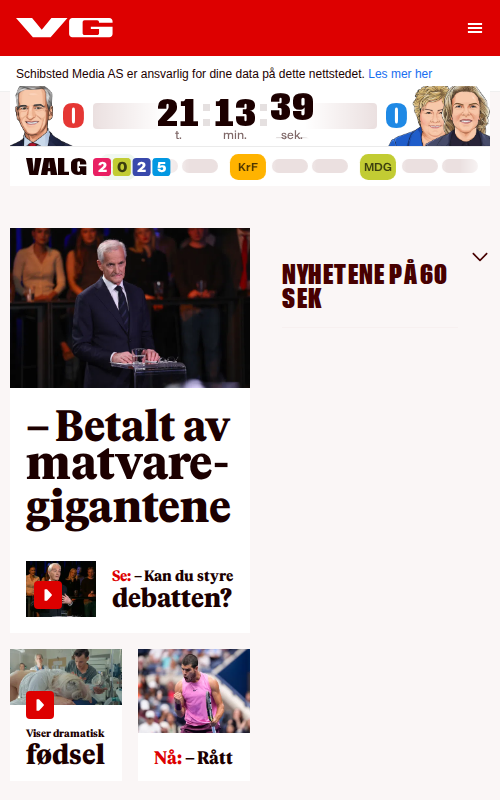 VG
Schibsted Media AS er ansvarlig for dine data på dette nettstedet. Les mer her
0 21:13:39 0
t. min. sek.
VALG 2025 KrF MDG
NYHETENE PÅ 60
SEK
– Betalt av
matvare-
gigantene
Se: – Kan du styre
debatten?
Viser dramatisk
fødsel
Nå: – Rått